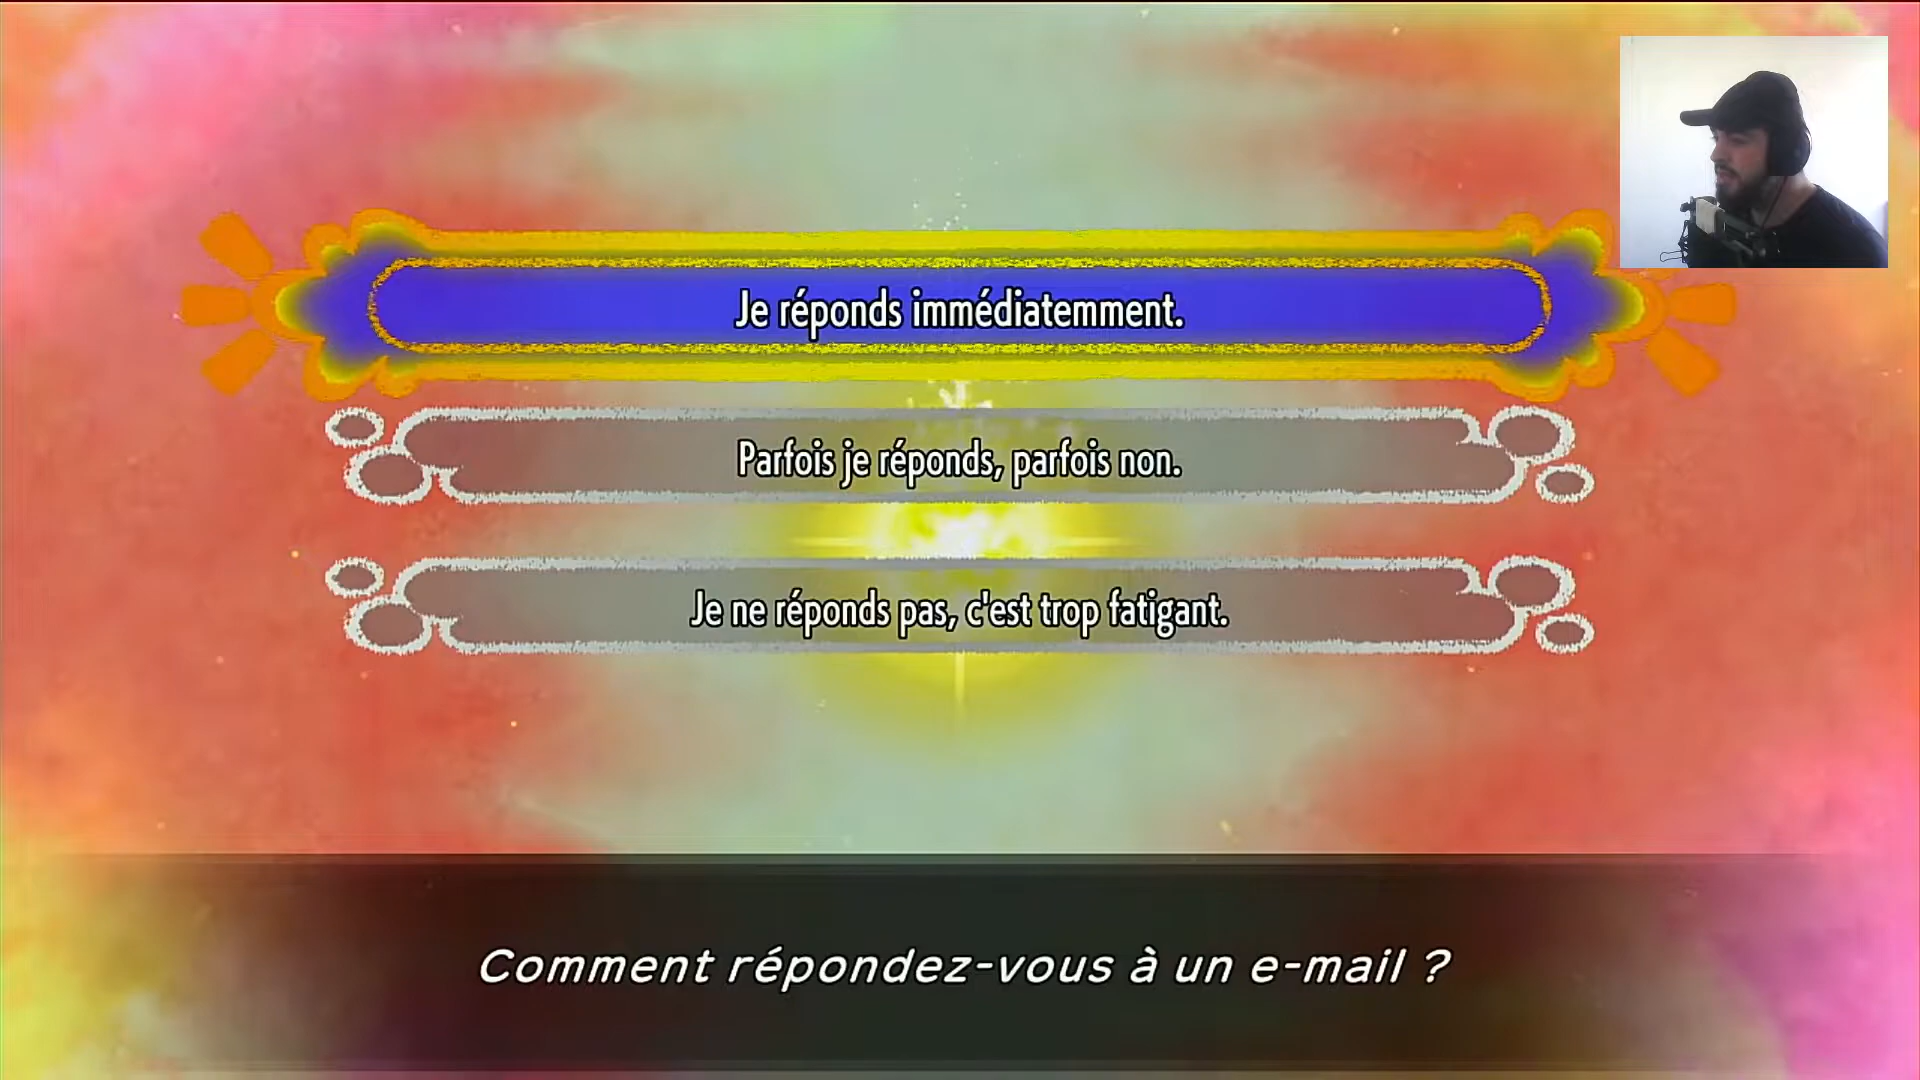 Je réponds immédiatemment.
Parfois je réponds, parfois non.
Je ne réponds pas, c'est trop fatigant.
Comment répondez-vous à un e-mail ?